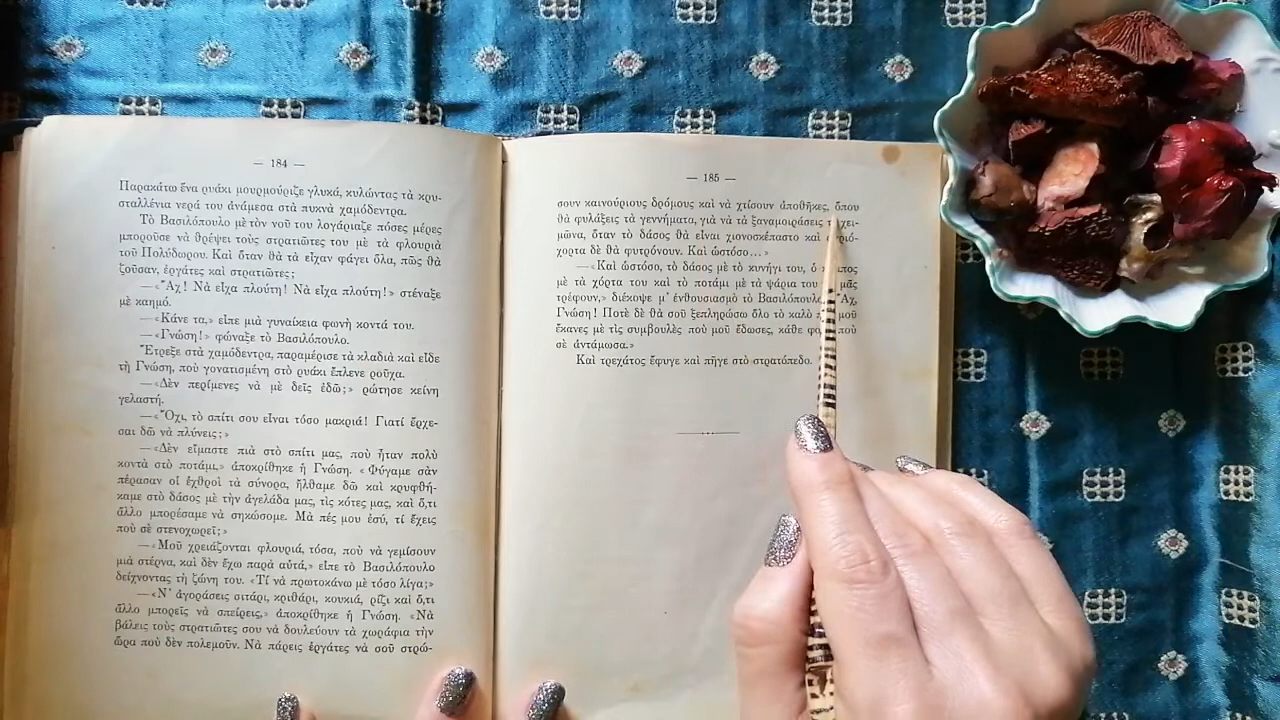 — 184 —
Παρακάτω ἕνα ρυάκι μουρμούριζε γλυκά, κυλώντας τὰ κρυ-
σταλλένια νερά του ἀνάμεσα στὰ πυκνὰ χαμόδεντρα.
Τὸ Βασιλόπουλο μὲ τὸν νοῦ του λογάριαζε πόσες μέρες
μποροῦσε νὰ θρέψει τοὺς στρατιῶτες του μὲ τὰ φλουριὰ
τοῦ Πολύδωρου. Καὶ ὅταν θὰ τὰ εἶχαν φάγει ὅλα, πῶς θὰ
ζοῦσαν, ἐργάτες καὶ στρατιῶτες;
—«Ἄχ! Νὰ εἶχα πλούτη! Νὰ εἶχα πλούτη!» στέναξε
μὲ καημό.
—«Κάνε τα,» εἶπε μιὰ γυναίκεια φωνὴ κοντά του.
—«Γνώση!» φώναξε τὸ Βασιλόπουλο.
Ἔτρεξε στὰ χαμόδεντρα, παραμέρισε τὰ κλαδιὰ καὶ εἶδε
τὴ Γνώση, ποὺ γονατισμένη στὸ ρυάκι ἔπλενε ροῦχα.
—«Δὲν περίμενες νὰ μὲ δεῖς ἐδῶ;» ρώτησε κείνη
γελαστή.
—«Ὄχι, τὸ σπίτι σου εἶναι τόσο μακριά! Γιατί ἔρχε-
σαι δῶ νὰ πλύνεις;»
—«Δὲν εἴμαστε πιὰ στὸ σπίτι μας, ποὺ ἦταν πολὺ
κοντὰ στὸ ποτάμι,» ἀποκρίθηκε ἡ Γνώση. «Φύγαμε σὰν
πέρασαν οἱ ἐχθροὶ τὰ σύνορα, ἤλθαμε δῶ καὶ κρυφθή-
καμε στὸ δάσος μὲ τὴν ἀγελάδα μας, τὶς κότες μας, καὶ ὅ,τι
ἄλλο μπορέσαμε νὰ σηκώσομε. Μὰ πές μου ἐσύ, τί ἔχεις
ποὺ σὲ στενοχωρεῖ;»
—«Μοῦ χρειάζονται φλουριά, τόσα, ποὺ νὰ γεμίσουν
μιὰ στέρνα, καὶ δὲν ἔχω παρὰ αὐτά,» εἶπε τὸ Βασιλόπουλο
δείχνοντας τὴ ζώνη του. «Τί νὰ πρωτοκάνω μὲ τόσο λίγα;»
—«Ν' ἀγοράσεις σιτάρι, κριθάρι, κουκιά, ρίζι καὶ ὅ,τι
ἄλλο μπορεῖς νὰ σπείρεις,» ἀποκρίθηκε ἡ Γνώση. «Νὰ
βάλεις τοὺς στρατιῶτες σου νὰ δουλεύουν τὰ χωράφια τὴν
ὥρα ποὺ δὲν πολεμοῦν. Νὰ πάρεις ἐργάτες νὰ σοῦ στρώ-
— 185 —
σουν καινούριους δρόμους καὶ νὰ χτίσουν ἀποθῆκες, ὅπου
θὰ φυλάξεις τὰ γεννήματα, γιὰ νὰ τὰ ξαναμοιράσεις χει-
μῶνα, ὅταν τὸ δάσος θὰ εἶναι χιονοσκέπαστο καὶ
χορτα δὲ θὰ φυτρόνουν. Καὶ ὡστόσο...»
—«Καὶ ὡστόσο, τὸ δάσος μὲ τὸ κυνήγι του, ὁ
μὲ τὰ χόρτα του καὶ τὸ ποτάμι μὲ τὰ ψάρια του μᾶς
τρέφουν,» διέκοψε μ' ἐνθουσιασμὸ τὸ Βασιλόπουλο. «Ἄχ,
Γνώση! Ποτὲ δὲ θὰ σοῦ ξεπληρώσω ὅλο τὸ καλὸ μοῦ
ἔκανες μὲ τὶς συμβουλὲς ποὺ μοῦ ἔδωσες, κάθε ποὺ
σὲ ἀντάμωσα.»
Καὶ τρεχάτος ἔφυγε καὶ πῆγε στὸ στρατόπεδο.